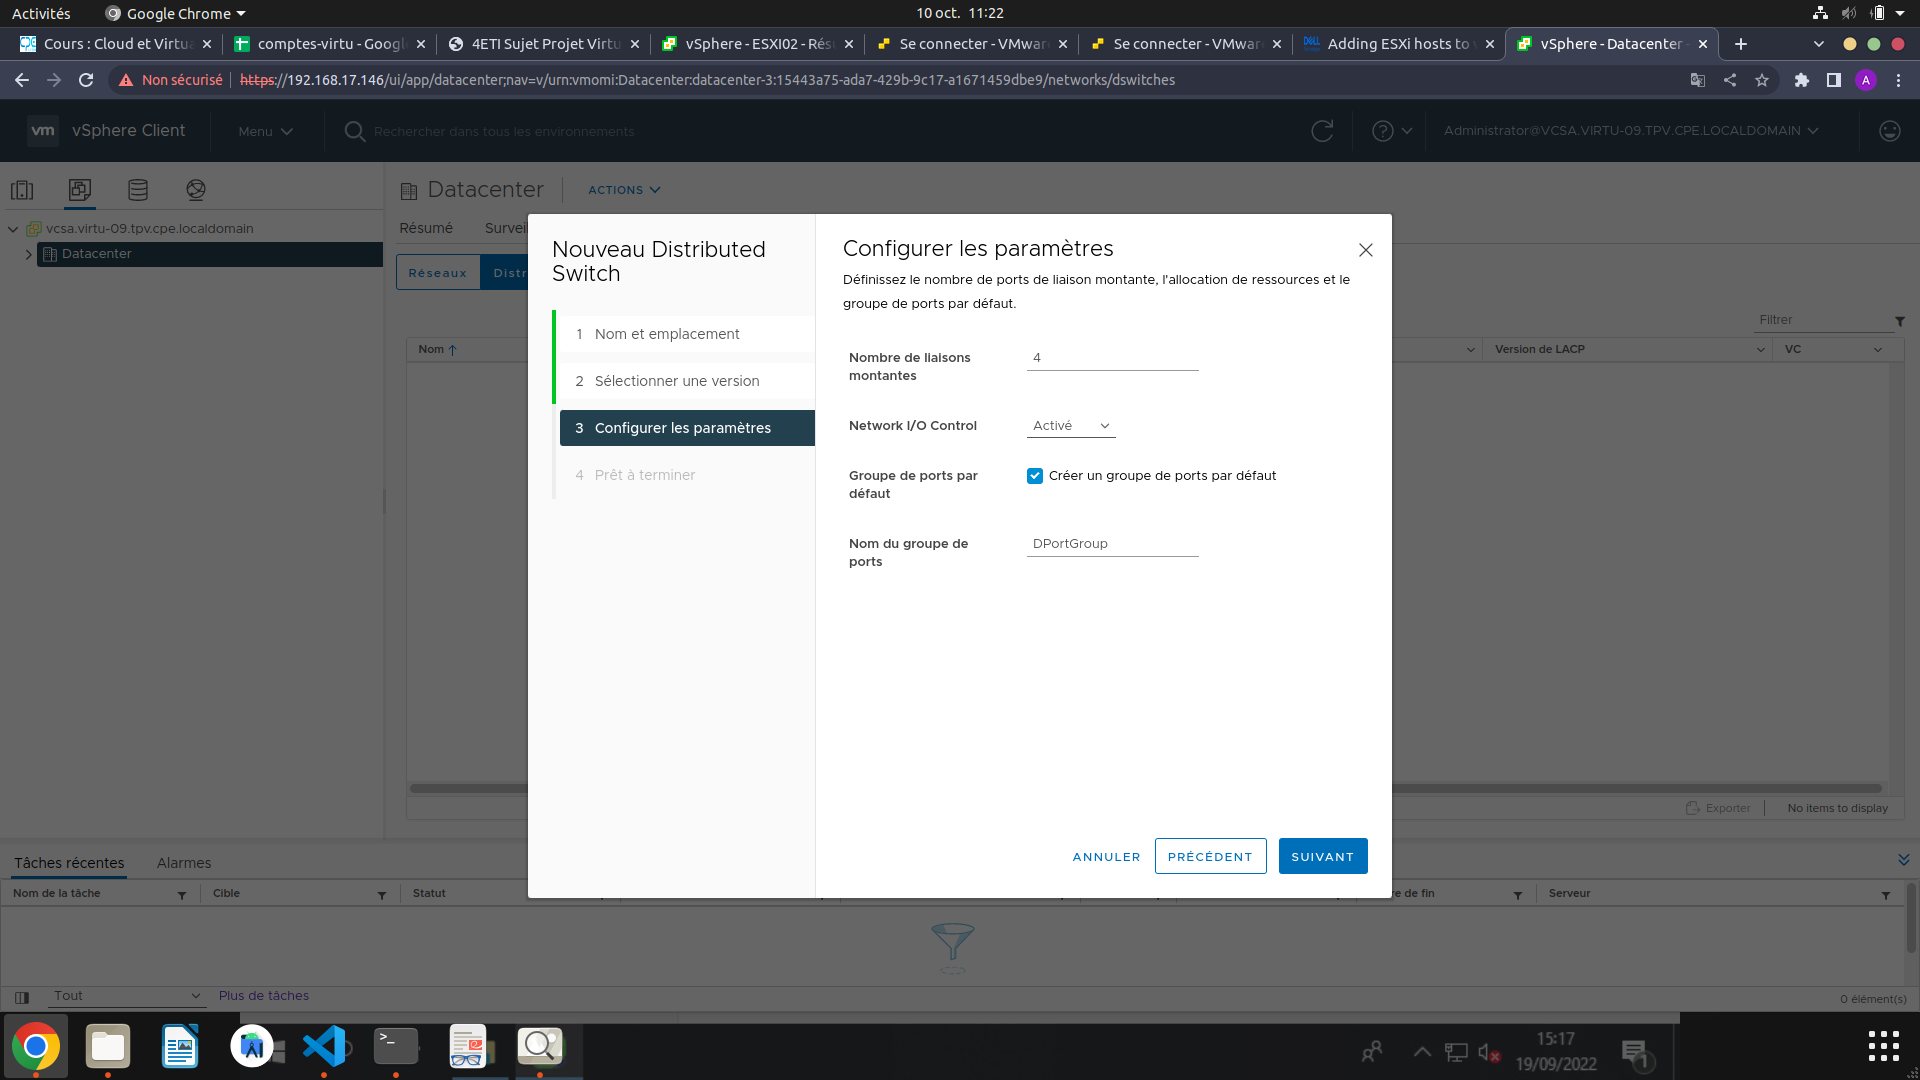 Activités
Google Chrome
10 oct. 11:22
Cours : Cloud et Virtua
comptes-virtu - Googl
4ETI Sujet Projet Virtu
vSphere - ESXI02 - Rés
Se connecter - VMwar
Se connecter - VMwar
Adding ESXi hosts to
vSphere - Datacenter -
Non sécurisé
https://192.168.17.146/ui/app/datacenter;nav=v/urn:vmomi:Datacenter:datacenter-3:15443a75-ada7-429b-9c17-a1671459dbe9/networks/dswitches
A
vm
vSphere Client
Menu
Rechercher dans tous les environnements
Administrator@VCSA.VIRTU-09.TPV.CPE.LOCALDOMAIN
vcsa.virtu-09.tpv.cpe.localdomain
Datacenter
Datacenter
ACTIONS
Résumé
Surveil
Réseaux
Distr
Filtrer
Nom
Version de LACP
VC
Exporter
No items to display
Nouveau Distributed
Switch
1 Nom et emplacement
2 Sélectionner une version
3 Configurer les paramètres
4 Prêt à terminer
Configurer les paramètres
Définissez le nombre de ports de liaison montante, l'allocation de ressources et le
groupe de ports par défaut.
Nombre de liaisons
montantes
4
Network I/O Control
Activé
Groupe de ports par
défaut
Créer un groupe de ports par défaut
Nom du groupe de
ports
DPortGroup
ANNULER
PRÉCÉDENT
SUIVANT
Tâches récentes
Alarmes
Nom de la tâche
Cible
Statut
re de fin
Serveur
Tout
Plus de tâches
0 élément(s)
AI
>_
15:17
19/09/2022
1